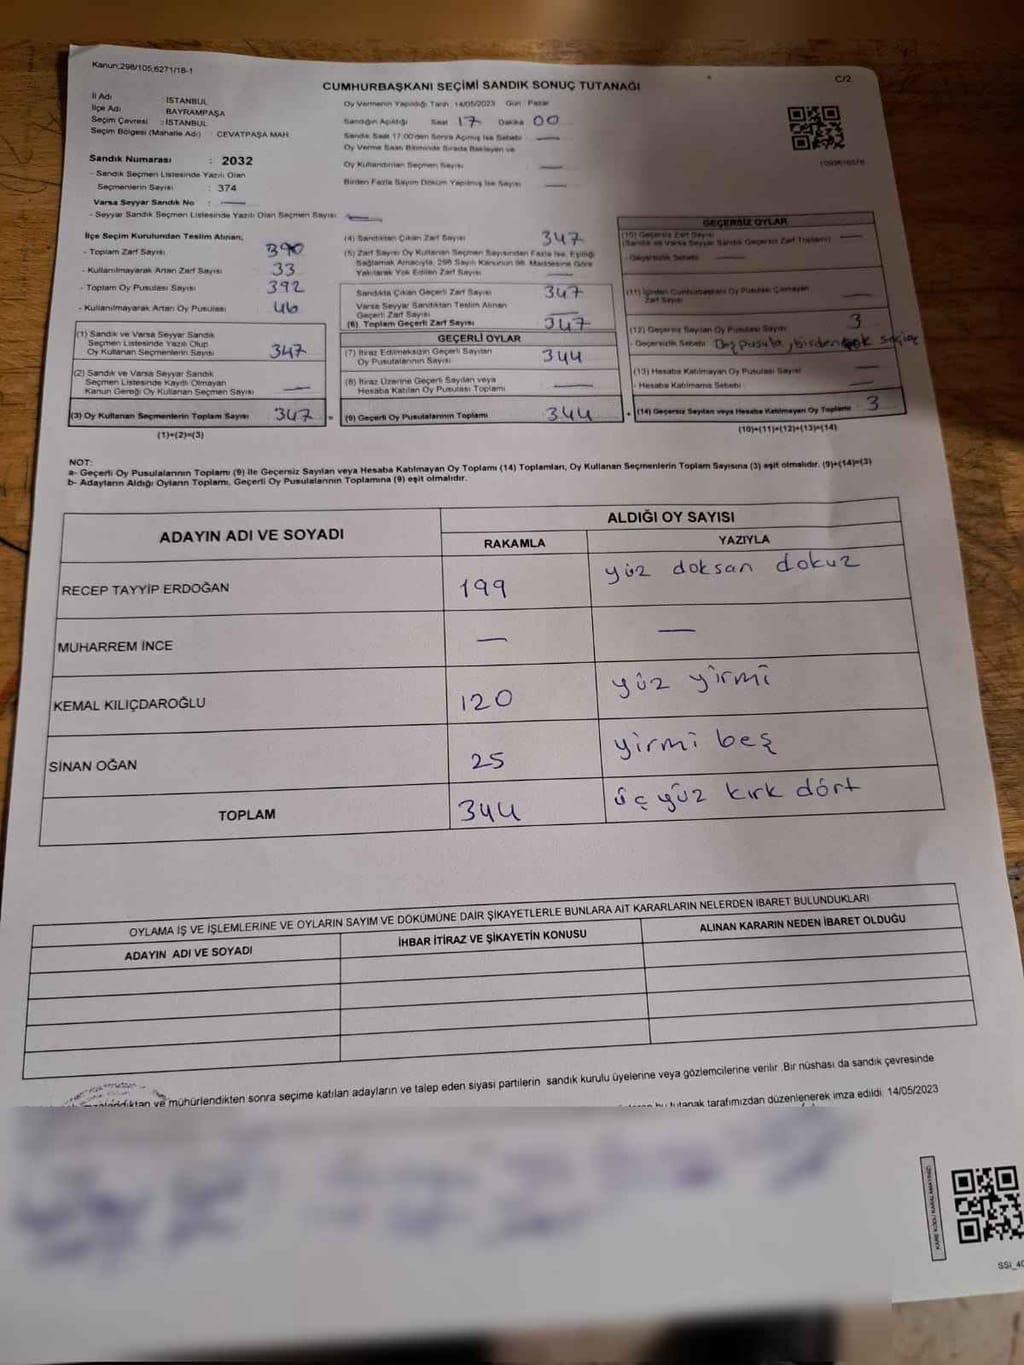 Kanun:298/105;6271/18-1
C/2
CUMHURBAŞKANI SEÇİMİ SANDIK SONUÇ TUTANAĞI
İl Adı : İSTANBUL
İlçe Adı : BAYRAMPAŞA
Seçim Çevresi : İSTANBUL
Seçim Bölgesi (Mahalle Adı) : CEVATPAŞA MAH.
Sandık Numarası : 2032
- Sandık Seçmen Listesinde Yazılı Olan
Seçmenlerin Sayısı : 374
Varsa Seyyar Sandık No :
- Seyyar Sandık Seçmen Listesinde Yazılı Olan Seçmen Sayısı :
Oy Vermenin Yapıldığı Tarih 14/05/2023 Gün : Pazar
Sandığın Açıldığı Saat 17 Dakika 00
Sandık Saat 17:00'den Sonra Açılmış İse Sebebi
Oy Verme Saati Bitiminde Sırada Bekleyen ve
Oy Kullandırılan Seçmen Sayısı
Birden Fazla Sayım Döküm Yapılmış İse Sayısı
İlçe Seçim Kurulundan Teslim Alınan;
- Toplam Zarf Sayısı 390
- Kullanılmayarak Artan Zarf Sayısı 33
- Toplam Oy Pusulası Sayısı 392
- Kullanılmayarak Artan Oy Pusulası 46
(1) Sandık ve Varsa Seyyar Sandık
Seçmen Listesinde Yazılı Olup
Oy Kullanan Seçmenlerin Sayısı 347
(2) Sandık ve Varsa Seyyar Sandık
Seçmen Listesinde Kaydı Olmayan
Kanun Gereği Oy Kullanan Seçmen Sayısı
(3) Oy Kullanan Seçmenlerin Toplam Sayısı 347
(1)+(2)=(3)
(4) Sandıktan Çıkan Zarf Sayısı 347
(5) Zarf Sayısı Oy Kullanan Seçmen Sayısından Fazla İse, Eşitliği
Sağlamak Amacıyla, 298 Sayılı Kanunun 98. Maddesine Göre
Yakılarak Yok Edilen Zarf Sayısı
Sandıkta Çıkan Geçerli Zarf Sayısı 347
Varsa Seyyar Sandıktan Teslim Alınan
Geçerli Zarf Sayısı
(6) Toplam Geçerli Zarf Sayısı 347
GEÇERLİ OYLAR
(7) İtiraz Edilmeksizin Geçerli Sayılan
Oy Pusulalarının Sayısı 344
(8) İtiraz Üzerine Geçerli Sayılan veya
Hesaba Katılan Oy Pusulası Toplamı
(9) Geçerli Oy Pusulalarının Toplamı 344
GEÇERSİZ OYLAR
(10) Geçersiz Zarf Sayısı
(Sandık ve Varsa Seyyar Sandık Geçersiz Zarf Toplamı)
- Geçersizlik Sebebi
(11) İçinden Cumhurbaşkanı Oy Pusulası Çıkmayan
Zarf Sayısı
(12) Geçersiz Sayılan Oy Pusulası Sayısı 3
- Geçersizlik Sebebi pusula, birden çok
(13) Hesaba Katılmayan Oy Pusulası Sayısı
- Hesaba Katılmama Sebebi
(14) Geçersiz Sayılan veya Hesaba Katılmayan Oy Toplamı 3
(10)+(11)+(12)+(13)=(14)
NOT:
a- Geçerli Oy Pusulalarının Toplamı (9) ile Geçersiz Sayılan veya Hesaba Katılmayan Oy Toplamı (14) Toplamları, Oy Kullanan Seçmenlerin Toplam Sayısına (3) eşit olmalıdır. (9)+(14)=(3)
b- Adayların Aldığı Oyların Toplamı, Geçerli Oy Pusulalarının Toplamına (9) eşit olmalıdır.
ADAYIN ADI VE SOYADI
ALDIĞI OY SAYISI
RAKAMLA YAZIYLA
RECEP TAYYİP ERDOĞAN 199 yüz doksan dokuz
MUHARREM İNCE — —
KEMAL KILIÇDAROĞLU 120 yüz yirmi
SİNAN OĞAN 25 yirmi beş
TOPLAM 344 üç yüz kırk dört
OYLAMA İŞ VE İŞLEMLERİNE VE OYLARIN SAYIM VE DÖKÜMÜNE DAİR ŞİKAYETLERLE BUNLARA AİT KARARLARIN NELERDEN İBARET BULUNDUKLARI
ADAYIN ADI VE SOYADI
İHBAR İTİRAZ VE ŞİKAYETİN KONUSU
ALINAN KARARIN NEDEN İBARET OLDUĞU
ve mühürlendikten sonra seçime katılan adayların ve talep eden siyasi partilerin sandık kurulu üyelerine veya gözlemcilerine verilir. Bir nüshası da sandık çevresinde
bu tutanak tarafımızdan düzenlenerek imza edildi. 14/05/2023